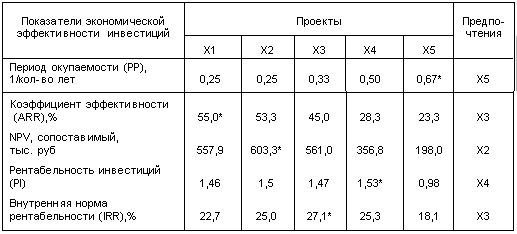 Показатели экономической эффективности инвестиций Проекты Предпо-чтения
X1 X2 X3 X4 X5
Период окупаемости (PP),
1/кол-во лет 0,25 0,25 0,33 0,50 0,67* X5
Коэффициент эффективности
(ARR),% 55,0* 53,3 45,0 28,3 23,3 X3
NPV, сопоставимый,
тыс. руб 557,9 603,3* 561,0 356,8 198,0 X2
Рентабельность инвестиций
(PI) 1,46 1,5 1,47 1,53* 0,98 X4
Внутренняя норма
рентабельности (IRR),% 22,7 25,0 27,1* 25,3 18,1 X3